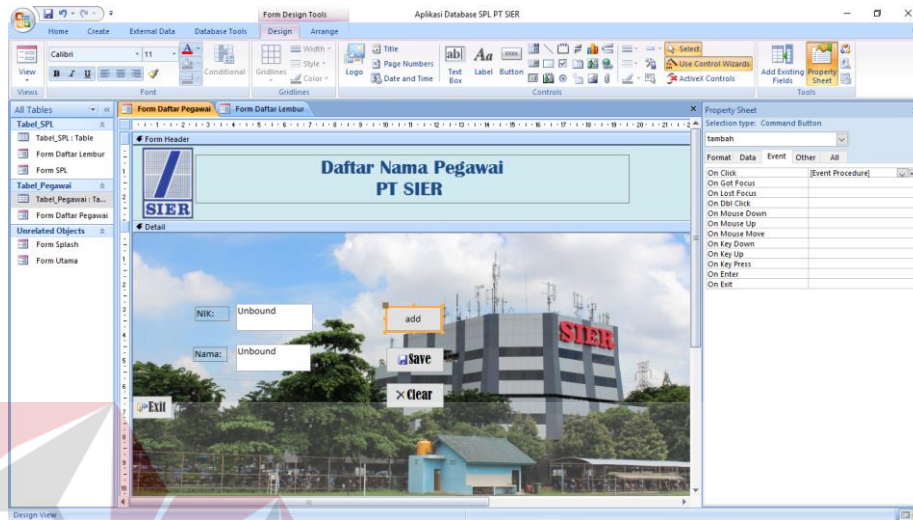 Form Design Tools
Aplikasi Database SPL PT SIER
Home Create External Data Database Tools Design Arrange
View
Views
Calibri 11
B I U
Conditional
Font
Gridlines
Width
Style
Color
Gridlines
Logo
Title
Page Numbers
Date and Time
ab| Text Box
Aa Label
xxxx Button
Controls
Select
Use Control Wizards
ActiveX Controls
Add Existing Fields
Property Sheet
Tools
All Tables
Tabel_SPL
Tabel_SPL : Table
Form Daftar Lembur
Form SPL
Tabel_Pegawai
Tabel_Pegawai : Ta...
Form Daftar Pegawai
Unrelated Objects
Form Splash
Form Utama
Form Daftar Pegawai Form Daftar Lembur
Form Header
SIER
Daftar Nama Pegawai
PT SIER
Detail
NIK: Unbound
add
SIER
Nama: Unbound
Save
Clear
Exit
Property Sheet
Selection type: Command Button
tambah
Format Data Event Other All
On Click [Event Procedure]
On Got Focus
On Lost Focus
On Dbl Click
On Mouse Down
On Mouse Up
On Mouse Move
On Key Down
On Key Up
On Key Press
On Enter
On Exit
Design View